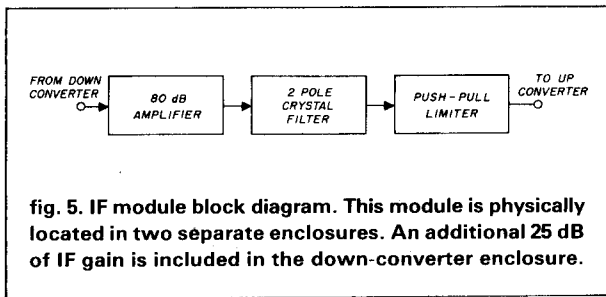 FROM DOWN
CONVERTER
80 dB
AMPLIFIER
2 POLE
CRYSTAL
FILTER
PUSH-PULL
LIMITER
TO UP
CONVERTER
fig. 5. IF module block diagram. This module is physically
located in two separate enclosures. An additional 25 dB
of IF gain is included in the down-converter enclosure.